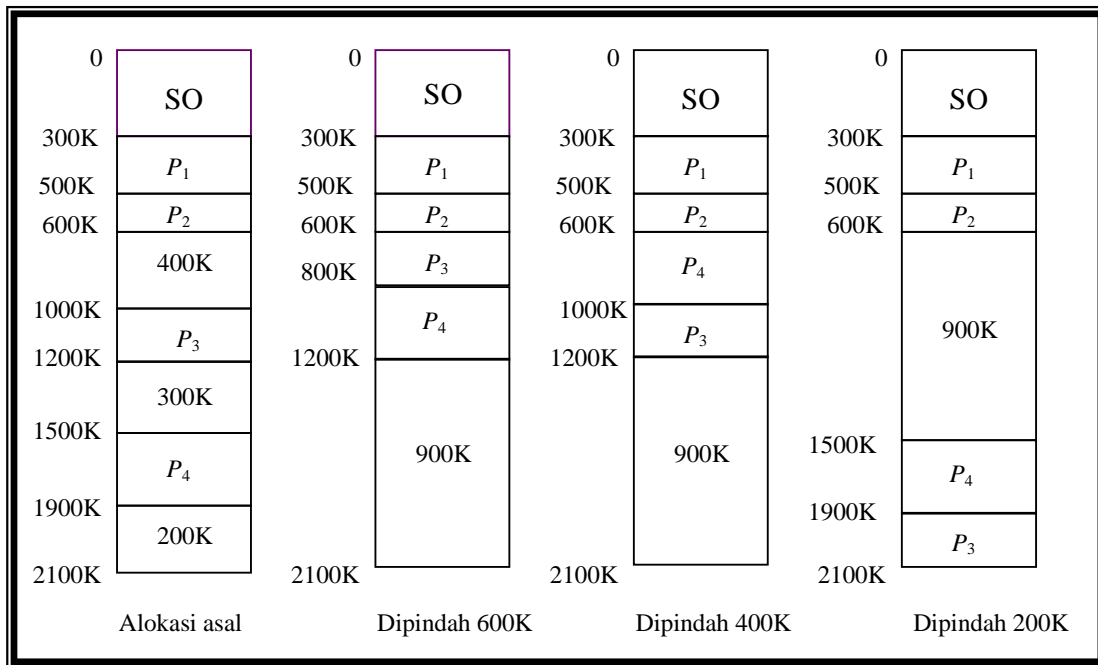 0
SO
300K
P1
500K
P2
600K
400K
1000K
P3
1200K
300K
1500K
P4
1900K
200K
2100K
Alokasi asal
0
SO
300K
P1
500K
P2
600K
P3
800K
P4
1200K
900K
2100K
Dipindah 600K
0
SO
300K
P1
500K
P2
600K
P4
1000K
P3
1200K
900K
2100K
Dipindah 400K
0
SO
300K
P1
500K
P2
600K
900K
1500K
P4
1900K
P3
2100K
Dipindah 200K